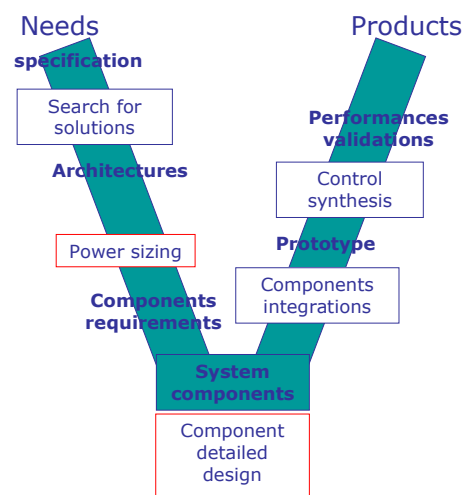 Needs
specification
Search for
solutions
Architectures
Power sizing
Components
requirements
System
components
Component
detailed
design
Products
Performances
validations
Control
synthesis
Prototype
Components
integrations